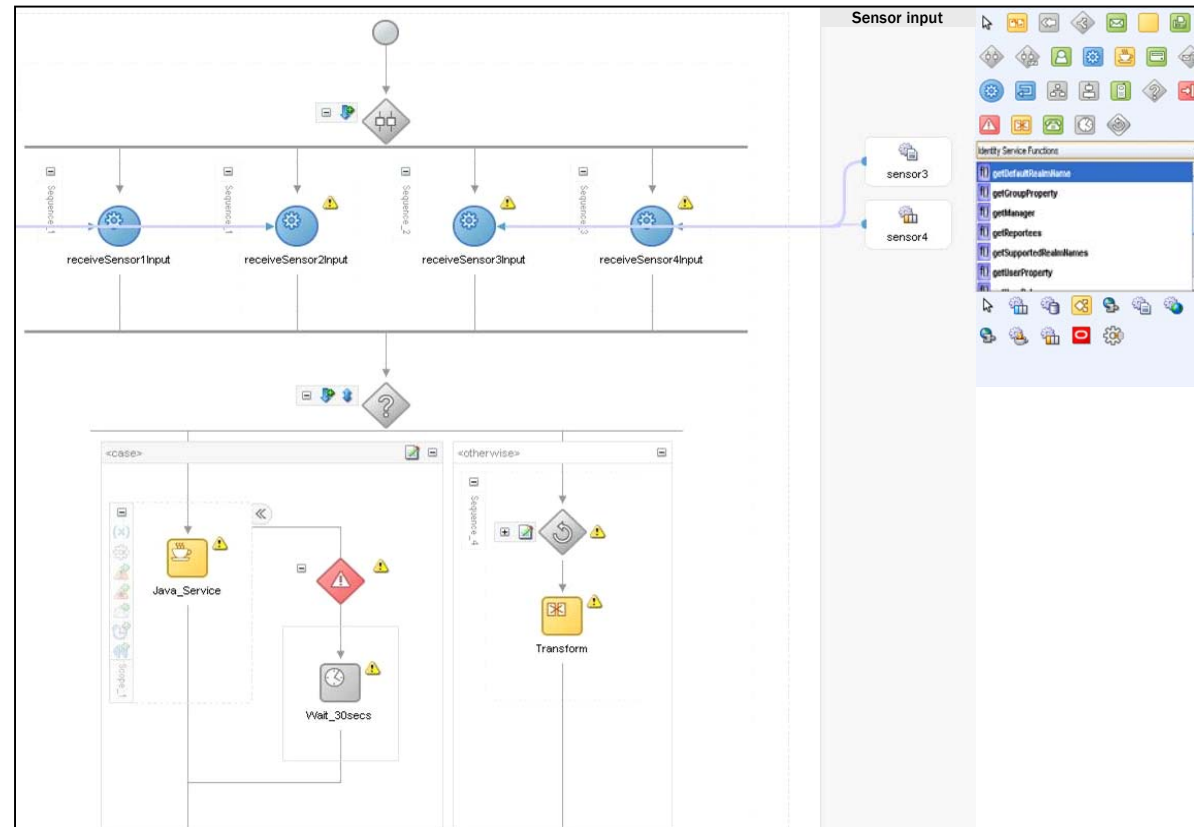 Sensor input
Sequence_1
Sequence_1
Sequence_2
Sequence_3
receiveSensor1Input
receiveSensor2Input
receiveSensor3Input
receiveSensor4Input
sensor3
sensor4
Identity Service Functions
f() getDefaultRealmName
f() getGroupProperty
f() getManager
f() getReportees
f() getSupportedRealmNames
f() getUserProperty
<case>
<otherwise>
(x)
Scope_1
Java_Service
Wait_30secs
Sequence_4
Transform